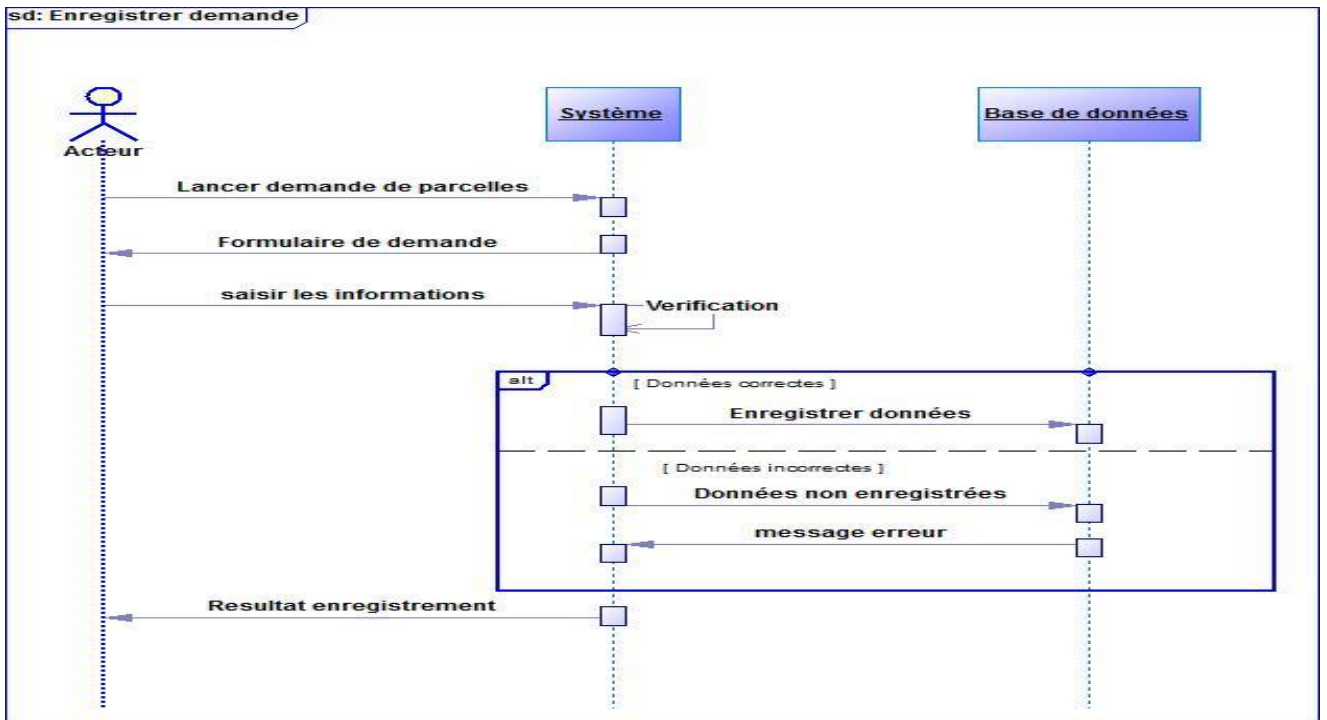 sd: Enregistrer demande
Acteur
Système
Base de données
Lancer demande de parcelles
Formulaire de demande
saisir les informations
Verification
alt
[ Données correctes ]
Enregistrer données
[ Données incorrectes ]
Données non enregistrées
message erreur
Resultat enregistrement